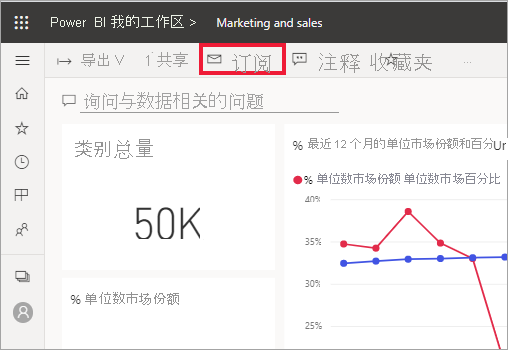 Power BI 我的工作区 > Marketing and sales
导出 共享 订阅 注释 收藏夹 ...
询问与数据相关的问题
类别总量
50K
% 单位数市场份额
% 最近 12 个月的单位市场份额和百分Un
% 单位数市场份额 单位数市场百分比
40%
35%
30%
25%